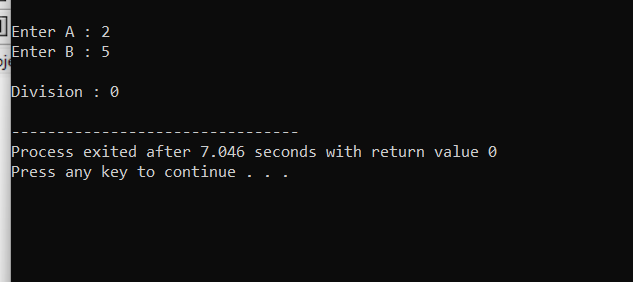 Enter A : 2
Enter B : 5
Division : 0
--------------------------------
Process exited after 7.046 seconds with return value 0
Press any key to continue . . .